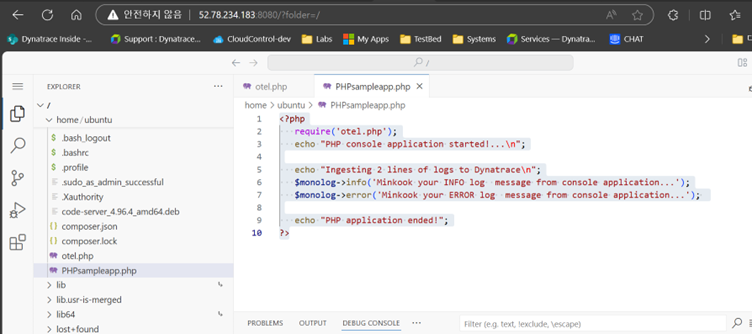 안전하지 않음 52.78.234.183:8080/?folder=/
Dynatrace Inside -... Support : Dynatrace... CloudControl-dev Labs My Apps TestBed Systems Services — Dynatra... CHAT
/
EXPLORER ...
otel.php PHPsampleapp.php
/
home / ubuntu
home > ubuntu > PHPsampleapp.php
.bash_logout
.bashrc
.profile
.sudo_as_admin_successful
.Xauthority
code-server_4.96.4_amd64.deb
composer.json
composer.lock
otel.php
PHPsampleapp.php
lib
lib.usr-is-merged
lib64
lost+found
1 <?php
2 require('otel.php');
3 echo "PHP console application started!...\n";
4
5 echo "Ingesting 2 lines of logs to Dynatrace\n";
6 $monolog->info('Minkook your INFO log  message from console application...');
7 $monolog->error('Minkook your ERROR log  message from console application...');
8
9 echo "PHP application ended!";
10 ?>
PROBLEMS OUTPUT DEBUG CONSOLE ... Filter (e.g. text, !exclude, \escape)